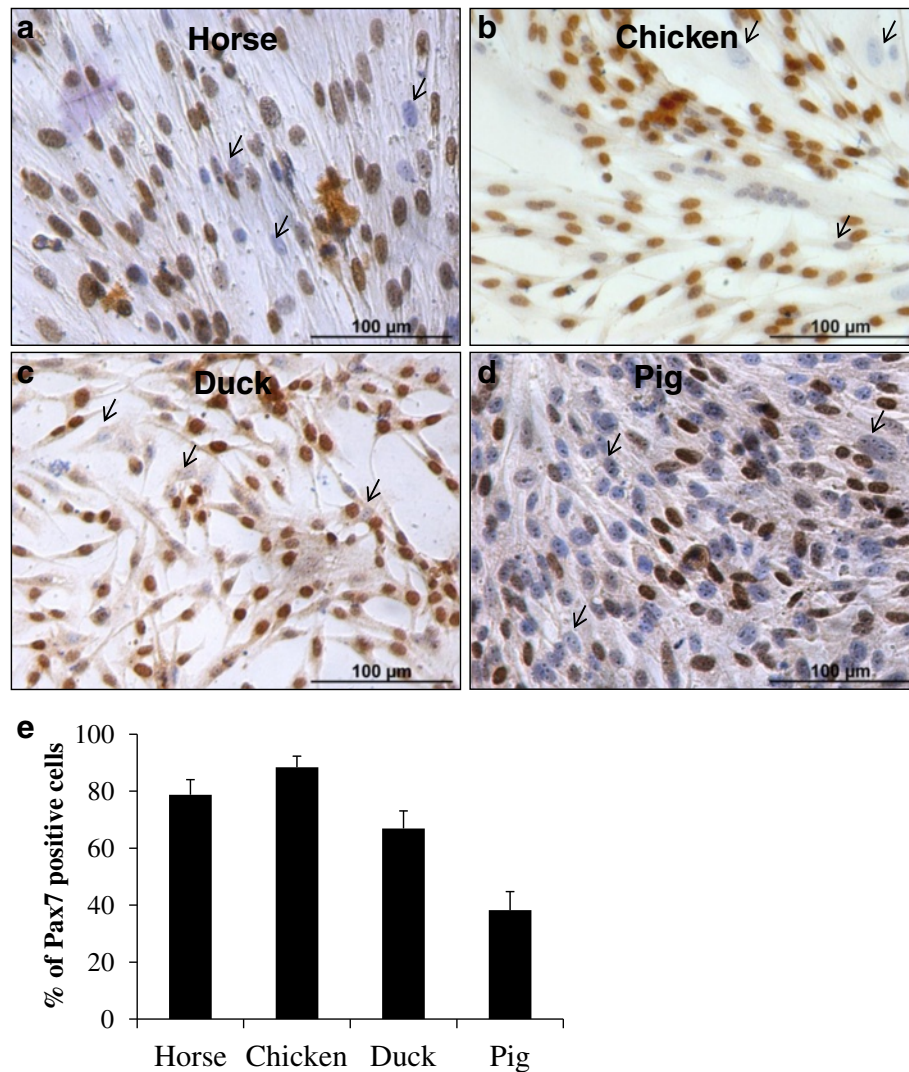 a
Horse
100 µm
b
Chicken
100 µm
c
Duck
100 µm
d
Pig
100 µm
e
% of Pax7 positive cells
100
80
60
40
20
0
Horse Chicken Duck Pig